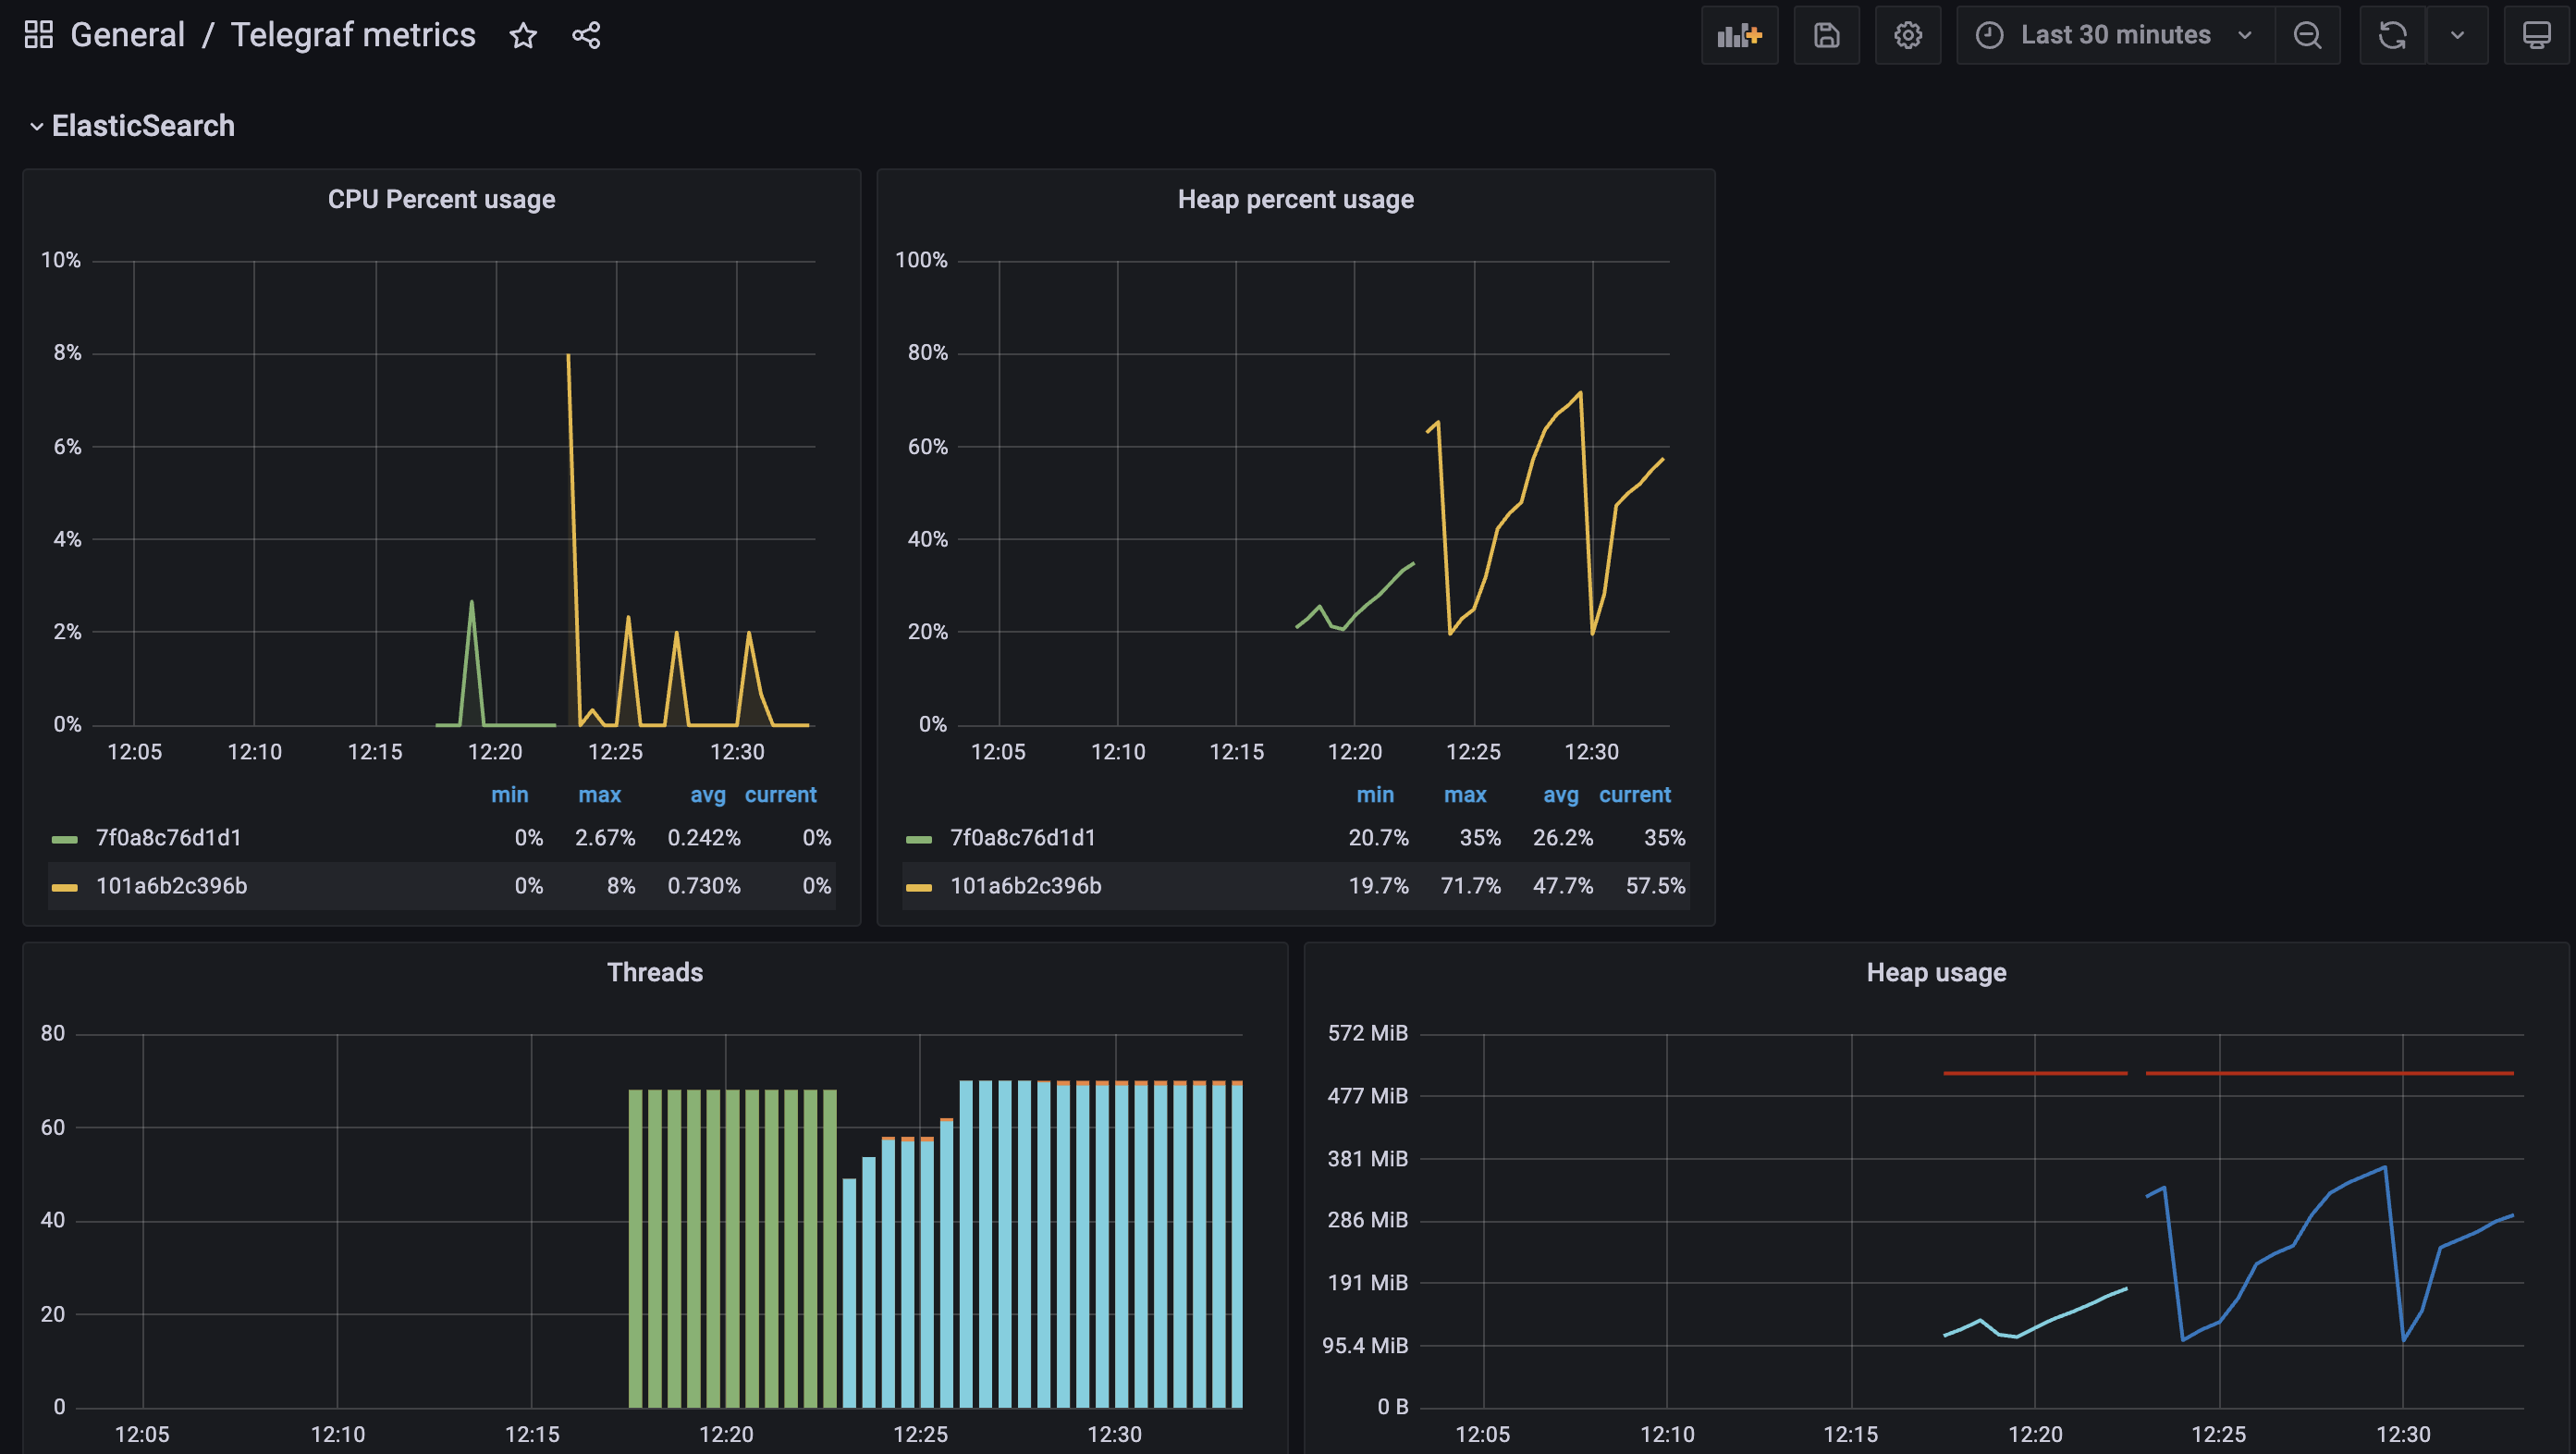 General / Telegraf metrics
Last 30 minutes
ElasticSearch
CPU Percent usage
10%
8%
6%
4%
2%
0%
12:05 12:10 12:15 12:20 12:25 12:30
min max avg current
7f0a8c76d1d1 0% 2.67% 0.242% 0%
101a6b2c396b 0% 8% 0.730% 0%
Heap percent usage
100%
80%
60%
40%
20%
0%
12:05 12:10 12:15 12:20 12:25 12:30
min max avg current
7f0a8c76d1d1 20.7% 35% 26.2% 35%
101a6b2c396b 19.7% 71.7% 47.7% 57.5%
Threads
80
60
40
20
0
12:05 12:10 12:15 12:20 12:25 12:30
Heap usage
572 MiB
477 MiB
381 MiB
286 MiB
191 MiB
95.4 MiB
0 B
12:05 12:10 12:15 12:20 12:25 12:30